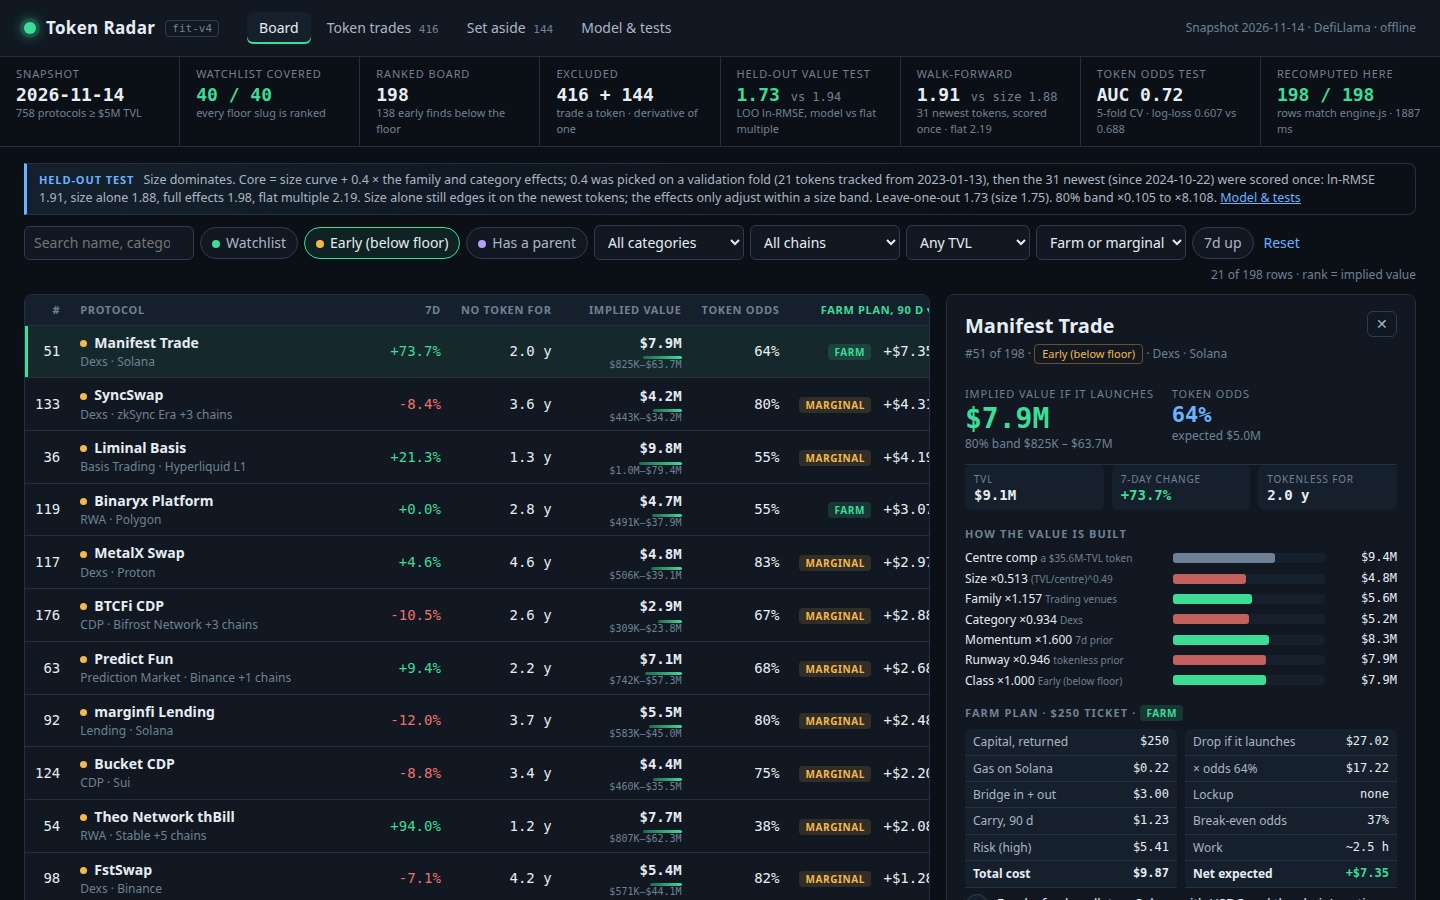 Token Radar fit-v4 Board Token trades 416 Set aside 144 Model & tests Snapshot 2026-11-14 · DefiLlama · offline
SNAPSHOT
2026-11-14
758 protocols ≥ $5M TVL
WATCHLIST COVERED
40 / 40
every floor slug is ranked
RANKED BOARD
198
138 early finds below the
floor
EXCLUDED
416 + 144
trade a token · derivative of
one
HELD-OUT VALUE TEST
1.73 vs 1.94
LOO ln-RMSE, model vs flat
multiple
WALK-FORWARD
1.91 vs size 1.88
31 newest tokens, scored
once · flat 2.19
TOKEN ODDS TEST
AUC 0.72
5-fold CV · log-loss 0.607 vs
0.688
RECOMPUTED HERE
198 / 198
rows match engine.js · 1887
ms
HELD-OUT TEST Size dominates. Core = size curve + 0.4 × the family and category effects; 0.4 was picked on a validation fold (21 tokens tracked from 2023-01-13), then the 31 newest (since 2024-10-22) were scored once: ln-RMSE
1.91, size alone 1.88, full effects 1.98, flat multiple 2.19. Size alone still edges it on the newest tokens; the effects only adjust within a size band. Leave-one-out 1.73 (size 1.75). 80% band ×0.105 to ×8.108. Model & tests
Search name, catego Watchlist Early (below floor) Has a parent All categories All chains Any TVL Farm or marginal 7d up Reset
21 of 198 rows · rank = implied value
# PROTOCOL 7D NO TOKEN FOR IMPLIED VALUE TOKEN ODDS FARM PLAN, 90 D
51 Manifest Trade +73.7% 2.0 y $7.9M 64% FARM +$7.35
Dexs · Solana $825K–$63.7M
133 SyncSwap -8.4% 3.6 y $4.2M 80% MARGINAL +$4.31
Dexs · zkSync Era +3 chains $443K–$34.2M
36 Liminal Basis +21.3% 1.3 y $9.8M 55% MARGINAL +$4.19
Basis Trading · Hyperliquid L1 $1.0M–$79.4M
119 Binaryx Platform +0.0% 2.8 y $4.7M 55% FARM +$3.07
RWA · Polygon $491K–$37.9M
117 MetalX Swap +4.6% 4.6 y $4.8M 83% MARGINAL +$2.97
Dexs · Proton $506K–$39.1M
176 BTCFi CDP -10.5% 2.6 y $2.9M 67% MARGINAL +$2.88
CDP · Bifrost Network +3 chains $309K–$23.8M
63 Predict Fun +9.4% 2.2 y $7.1M 68% MARGINAL +$2.68
Prediction Market · Binance +1 chains $742K–$57.3M
92 marginfi Lending -12.0% 3.7 y $5.5M 80% MARGINAL +$2.48
Lending · Solana $583K–$45.0M
124 Bucket CDP -8.8% 3.4 y $4.4M 75% MARGINAL +$2.20
CDP · Sui $460K–$35.5M
54 Theo Network thBill +94.0% 1.2 y $7.7M 38% MARGINAL +$2.08
RWA · Stable +5 chains $807K–$62.3M
98 FstSwap -7.1% 4.2 y $5.4M 82% MARGINAL +$1.28
Dexs · Binance $571K–$44.1M
Manifest Trade ✕
#51 of 198 · Early (below floor) · Dexs · Solana
IMPLIED VALUE IF IT LAUNCHES
$7.9M
80% band $825K – $63.7M
TOKEN ODDS
64%
expected $5.0M
TVL
$9.1M
7-DAY CHANGE
+73.7%
TOKENLESS FOR
2.0 y
HOW THE VALUE IS BUILT
Centre comp a $35.6M-TVL token $9.4M
Size ×0.513 (TVL/centre)^0.49 $4.8M
Family ×1.157 Trading venues $5.6M
Category ×0.934 Dexs $5.2M
Momentum ×1.600 7d prior $8.3M
Runway ×0.946 tokenless prior $7.9M
Class ×1.000 Early (below floor) $7.9M
FARM PLAN · $250 TICKET · FARM
Capital, returned $250 Drop if it launches $27.02
Gas on Solana $0.22 × odds 64% $17.22
Bridge in + out $3.00 Lockup none
Carry, 90 d $1.23 Break-even odds 37%
Risk (high) $5.41 Work ~2.5 h
Total cost $9.87 Net expected +$7.35